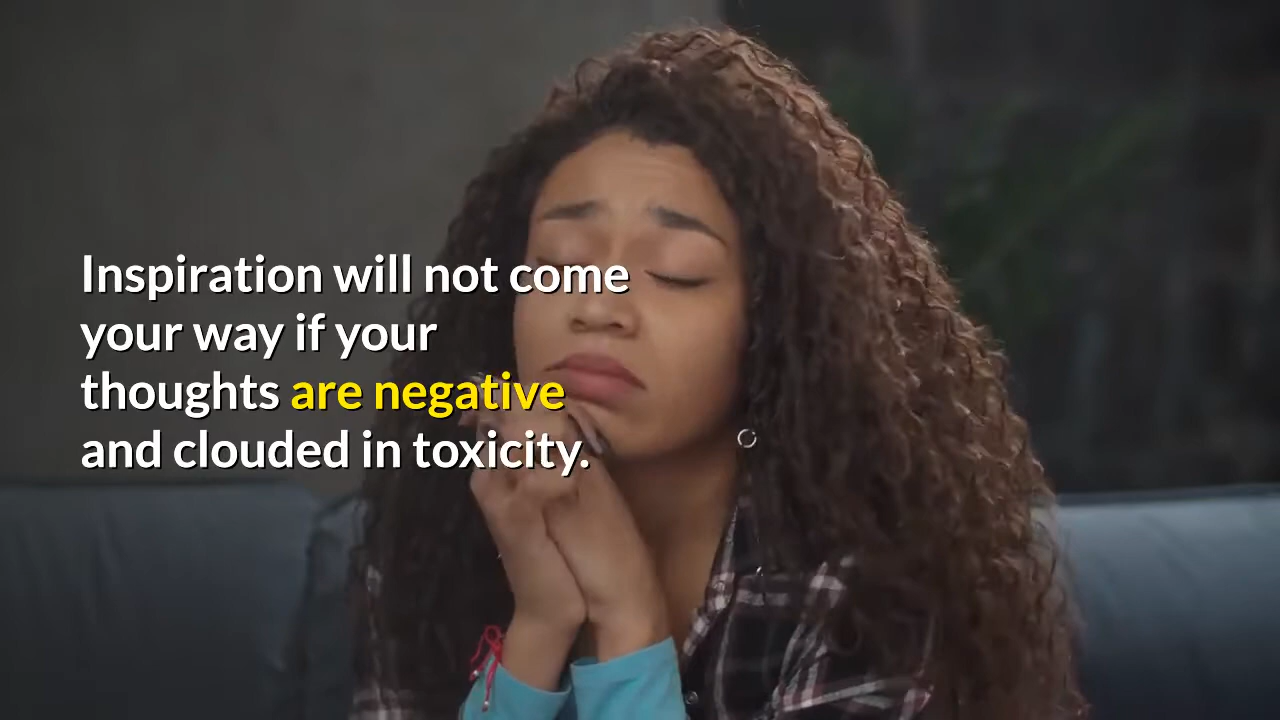 Inspiration will not come
your way if your
thoughts are negative
and clouded in toxicity.